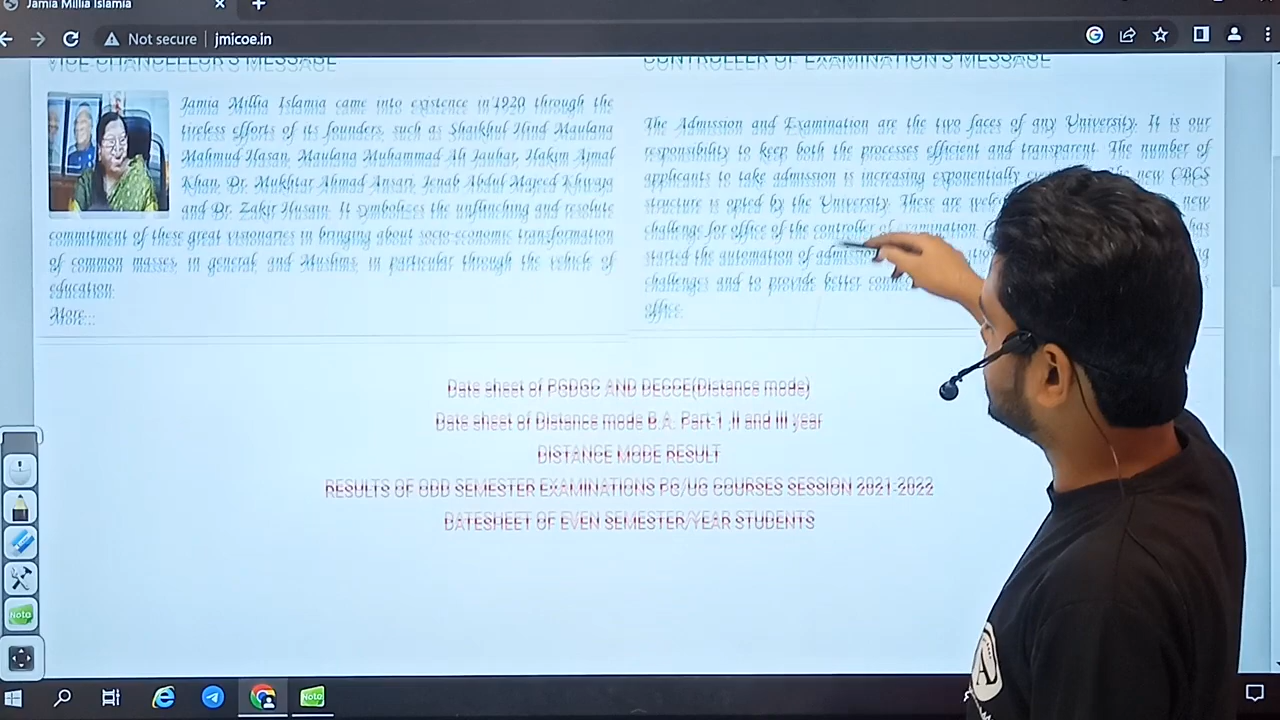 Jamia Millia Islamia
Not secure | jmicoe.in
VICE CHANCELLOR'S MESSAGE
Jamia Millia Islamia came into existence in 1920 through the
tireless efforts of its founders, such as Shaikhul Hind Maulana
Mahmud Hasan, Maulana Muhammad Ali Jauhar, Hakim Ajmal
Khan, Dr. Mukhtar Ahmad Ansari, Jenab Abdul Majeed Khwaja
and Dr. Zakir Husain. It symbolizes the unflinching and resolute
commitment of these great visionaries in bringing about socio-economic transformation
of common masses, in general, and Muslims, in particular through the vehicle of
education.
More...
CONTROLLER OF EXAMINATION'S MESSAGE
The Admission and Examination are the two faces of any University. It is our
responsibility to keep both the processes efficient and transparent. The number of
applicants to take admission is increasing exponentially The new CBCS
structure is opted by the University. These are new
challenge for office of the controller of examination has
started the automation of
challenges and to provide better
office.
Date sheet of PGDGC AND DECCE(Distance mode)
Date sheet of Distance mode B.A. Part-1 ,II and III year
DISTANCE MODE RESULT
RESULTS OF ODD SEMESTER EXAMINATIONS PG/UG COURSES SESSION 2021-2022
DATESHEET OF EVEN SEMESTER/YEAR STUDENTS
Note
Note
A